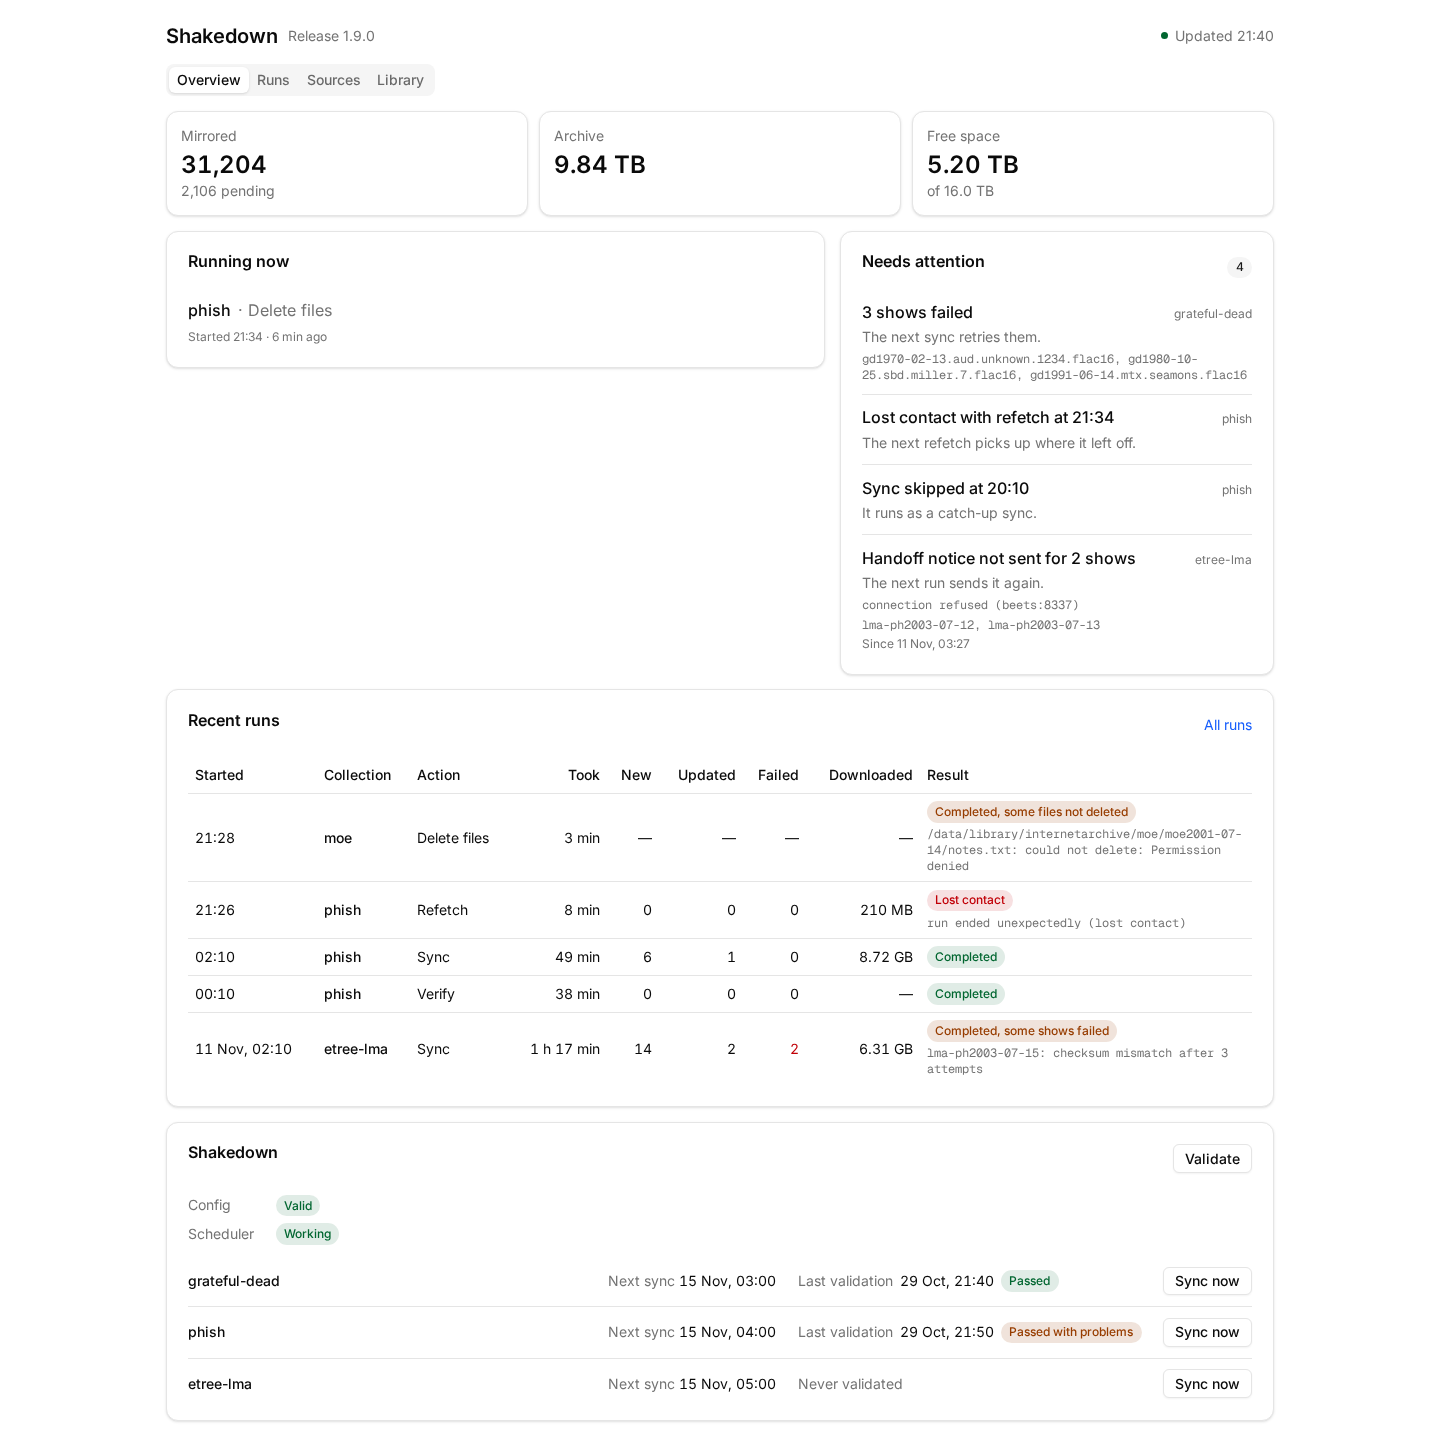 Shakedown Release 1.9.0
Updated 21:40
Overview Runs Sources Library
Mirrored
31,204
2,106 pending
Archive
9.84 TB
Free space
5.20 TB
of 16.0 TB
Running now
phish · Delete files
Started 21:34 · 6 min ago
Needs attention
4
3 shows failed grateful-dead
The next sync retries them.
gd1970-02-13.aud.unknown.1234.flac16, gd1980-10-
25.sbd.miller.7.flac16, gd1991-06-14.mtx.seamons.flac16
Lost contact with refetch at 21:34 phish
The next refetch picks up where it left off.
Sync skipped at 20:10 phish
It runs as a catch-up sync.
Handoff notice not sent for 2 shows etree-lma
The next run sends it again.
connection refused (beets:8337)
lma-ph2003-07-12, lma-ph2003-07-13
Since 11 Nov, 03:27
Recent runs
All runs
Started Collection Action Took New Updated Failed Downloaded Result
21:28 moe Delete files 3 min — — — — Completed, some files not deleted
/data/library/internetarchive/moe/moe2001-07-
14/notes.txt: could not delete: Permission
denied
21:26 phish Refetch 8 min 0 0 0 210 MB Lost contact
run ended unexpectedly (lost contact)
02:10 phish Sync 49 min 6 1 0 8.72 GB Completed
00:10 phish Verify 38 min 0 0 0 — Completed
11 Nov, 02:10 etree-lma Sync 1 h 17 min 14 2 2 6.31 GB Completed, some shows failed
lma-ph2003-07-15: checksum mismatch after 3
attempts
Shakedown
Validate
Config Valid
Scheduler Working
grateful-dead Next sync 15 Nov, 03:00 Last validation 29 Oct, 21:40 Passed Sync now
phish Next sync 15 Nov, 04:00 Last validation 29 Oct, 21:50 Passed with problems Sync now
etree-lma Next sync 15 Nov, 05:00 Never validated Sync now